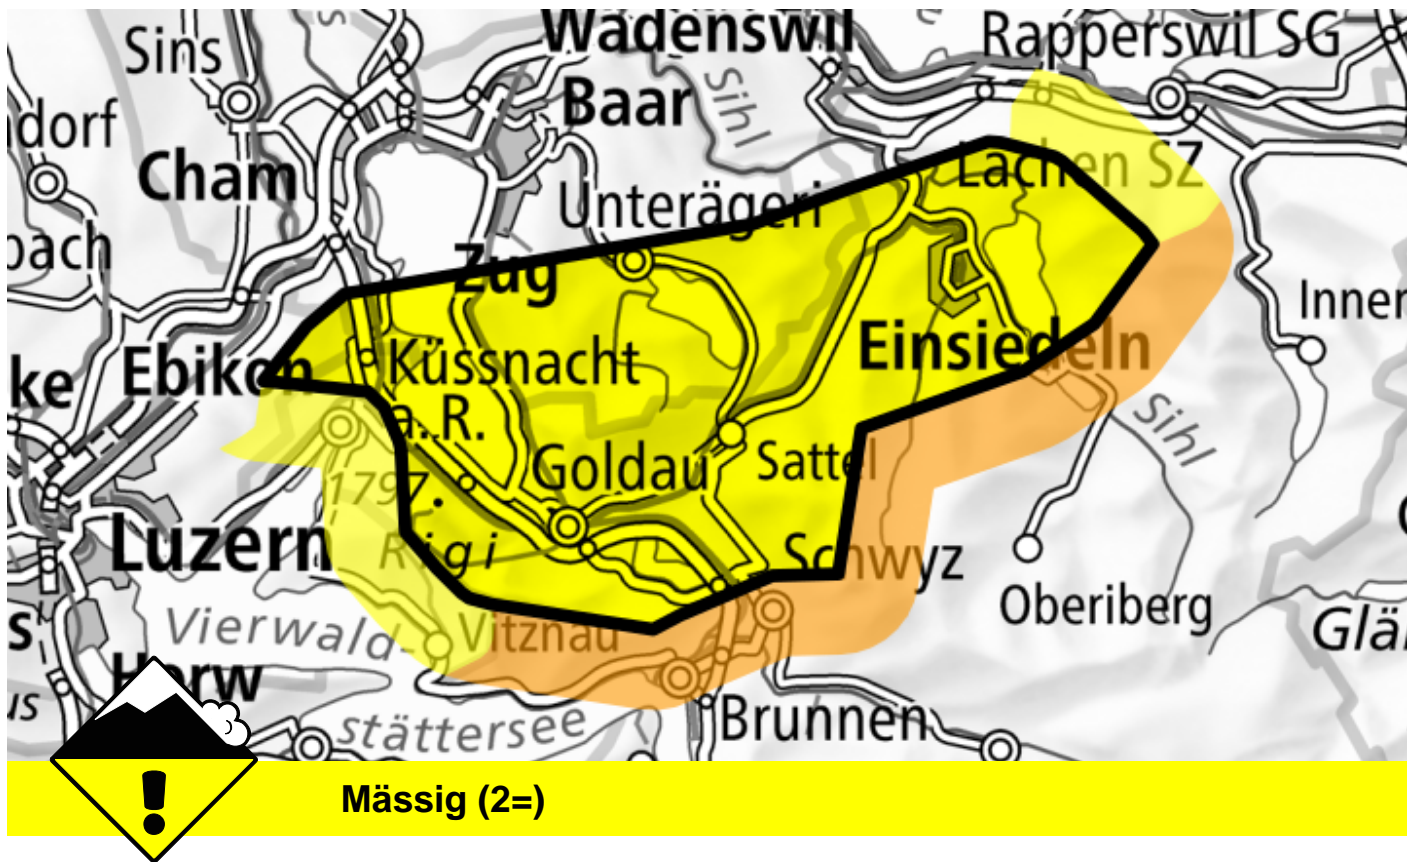 Wädenswil
Rapperswil SG
Sins
Sihl
Baar
dorf
Cham
Lachen SZ
Unterägeri
bach
Zug
Inner
Ebikon
Küssnacht
a. R.
Einsiedeln
ke
Sihl
Goldau
Sattel
1797.
Luzern
Rigi
Schwyz
Oberiberg
Vierwald-
Vitznau
Glä
s
Horw
us
stättersee
Brunnen
Mässig (2=)